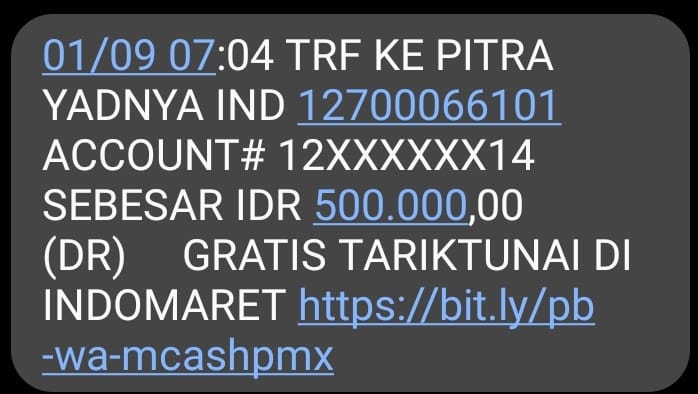 01/09 07:04 TRF KE PITRA
YADNYA IND 12700066101
ACCOUNT# 12XXXXXX14
SEBESAR IDR 500.000,00
(DR) GRATIS TARIKTUNAI DI
INDOMARET https://bit.ly/pb
-wa-mcashpmx